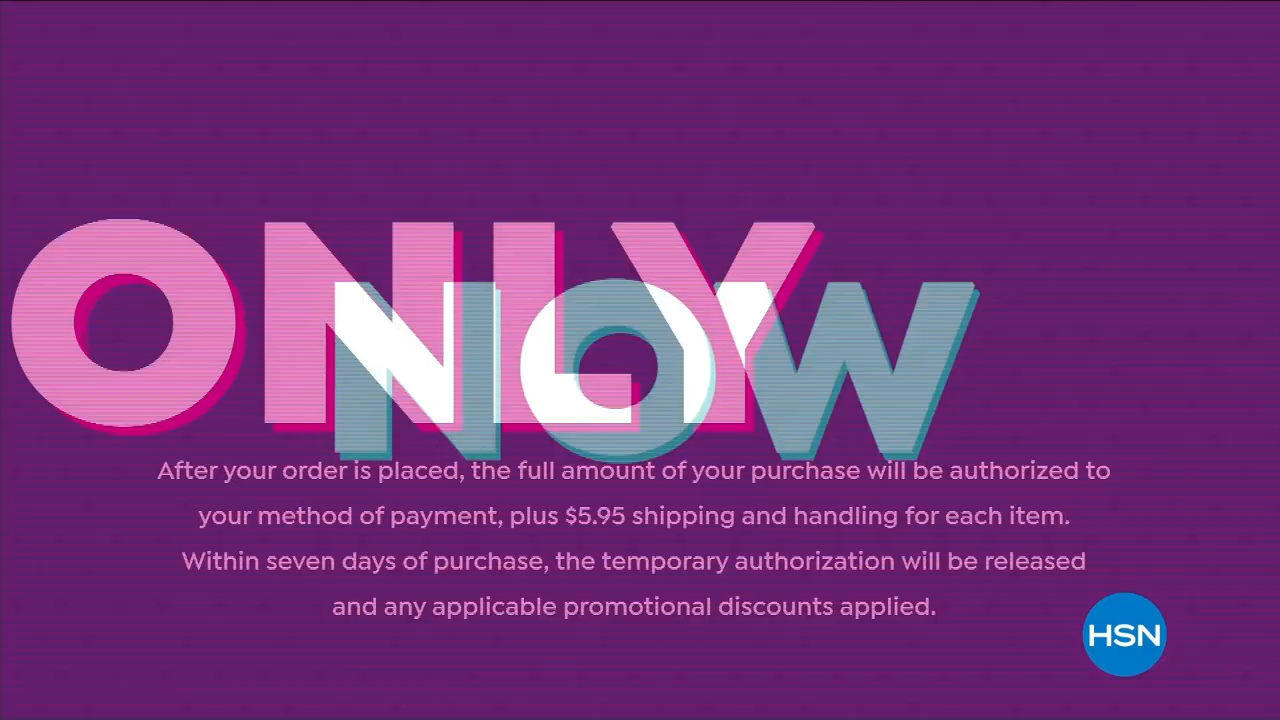 ONLY
NOW
After your order is placed, the full amount of your purchase will be authorized to
your method of payment, plus $5.95 shipping and handling for each item.
Within seven days of purchase, the temporary authorization will be released
and any applicable promotional discounts applied.
HSN